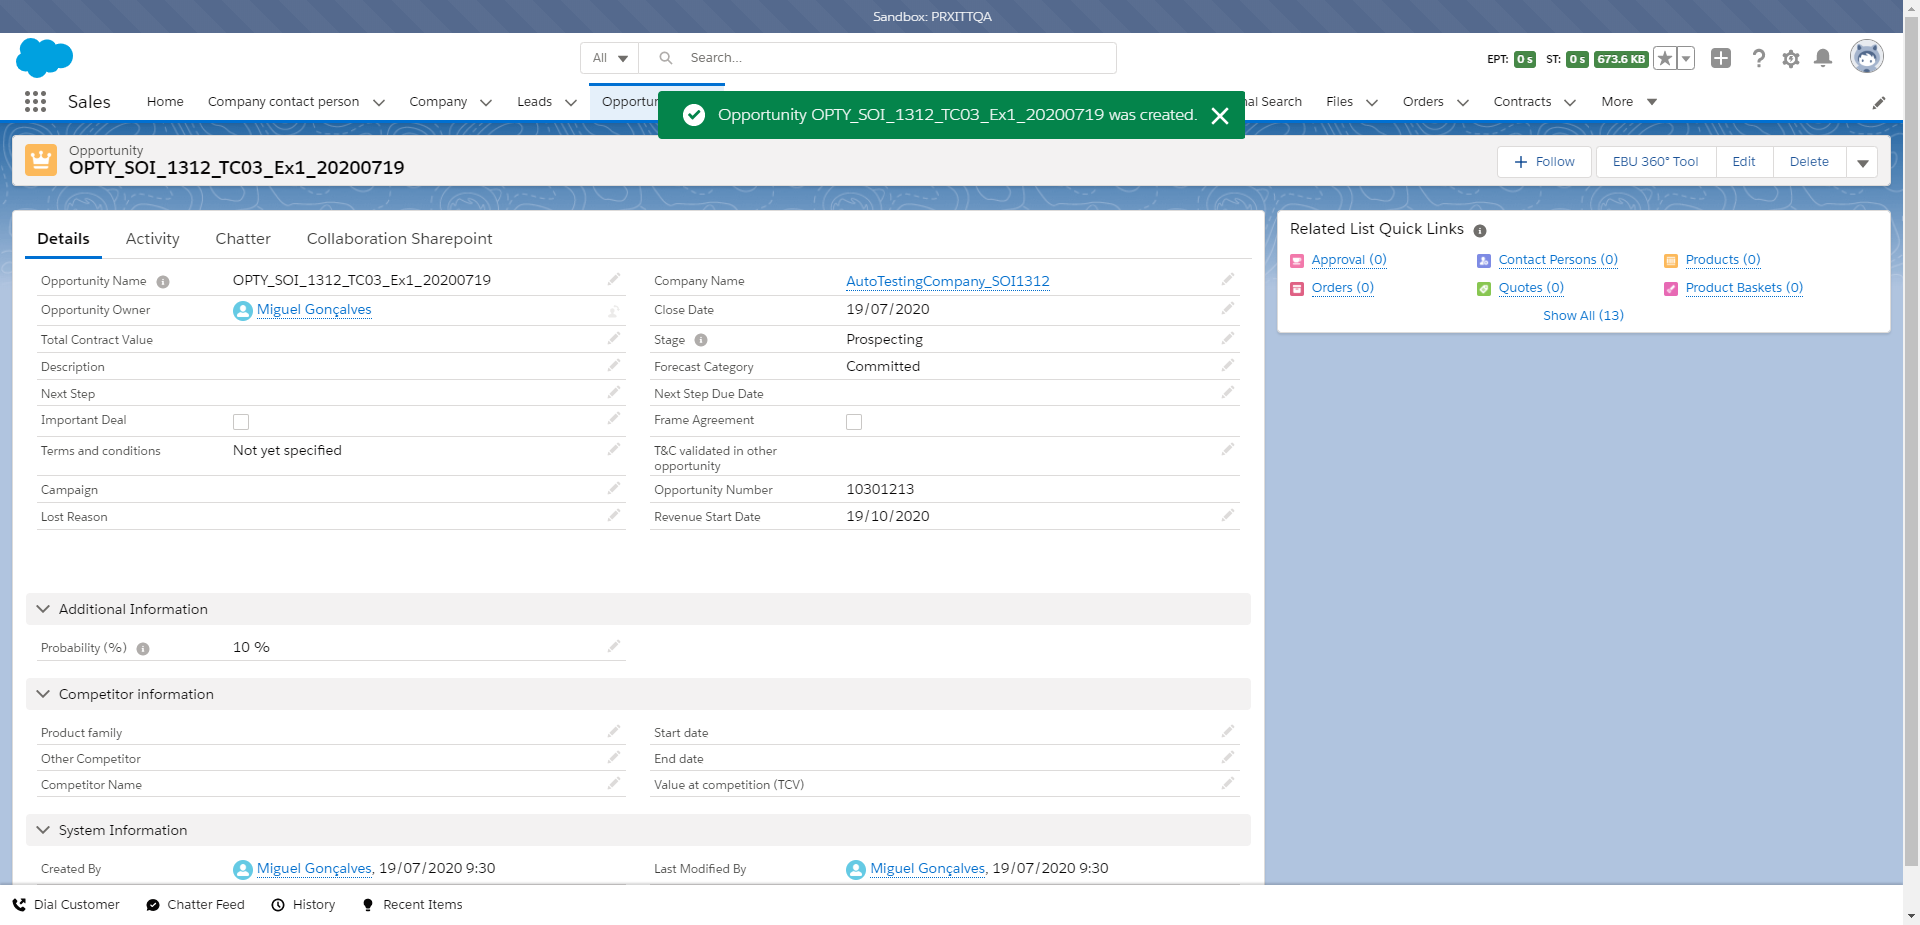 Sandbox: PRXITTQA
All
Search...
EPT: 0 s ST: 0 s 673.6 KB
Sales
Home
Company contact person
Company
Leads
Files
Orders
Contracts
More
Opportunity OPTY_SOI_1312_TC03_Ex1_20200719 was created.
Opportunity
OPTY_SOI_1312_TC03_Ex1_20200719
Follow
EBU 360° Tool
Edit
Delete
Details
Activity
Chatter
Collaboration Sharepoint
Opportunity Name OPTY_SOI_1312_TC03_Ex1_20200719
Company Name AutoTestingCompany_SOI1312
Opportunity Owner Miguel Gonçalves
Close Date 19/07/2020
Total Contract Value
Stage Prospecting
Description
Forecast Category Committed
Next Step
Next Step Due Date
Important Deal
Frame Agreement
Terms and conditions Not yet specified
T&C validated in other
opportunity
Campaign
Opportunity Number 10301213
Lost Reason
Revenue Start Date 19/10/2020
Additional Information
Probability (%) 10 %
Competitor information
Product family
Start date
Other Competitor
End date
Competitor Name
Value at competition (TCV)
System Information
Created By Miguel Gonçalves, 19/07/2020 9:30
Last Modified By Miguel Gonçalves, 19/07/2020 9:30
Related List Quick Links
Approval (0)
Contact Persons (0)
Products (0)
Orders (0)
Quotes (0)
Product Baskets (0)
Show All (13)
Dial Customer
Chatter Feed
History
Recent Items